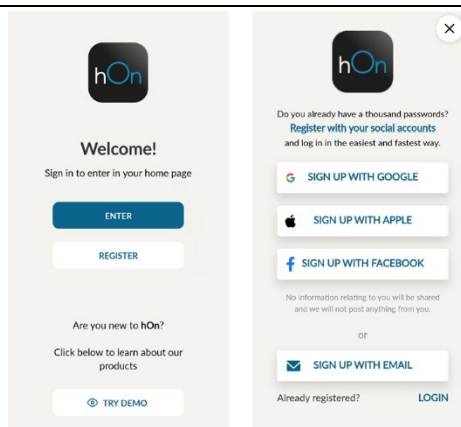 hOn
Welcome!
Sign in to enter in your home page
ENTER
REGISTER
Are you new to hOn?
Click below to learn about our
products
TRY DEMO
hOn
Do you already have a thousand passwords?
Register with your social accounts
and log in in the easiest and fastest way.
SIGN UP WITH GOOGLE
SIGN UP WITH APPLE
SIGN UP WITH FACEBOOK
No information relating to you will be shared
and we will not post anything from you.
or
SIGN UP WITH EMAIL
Already registered? LOGIN